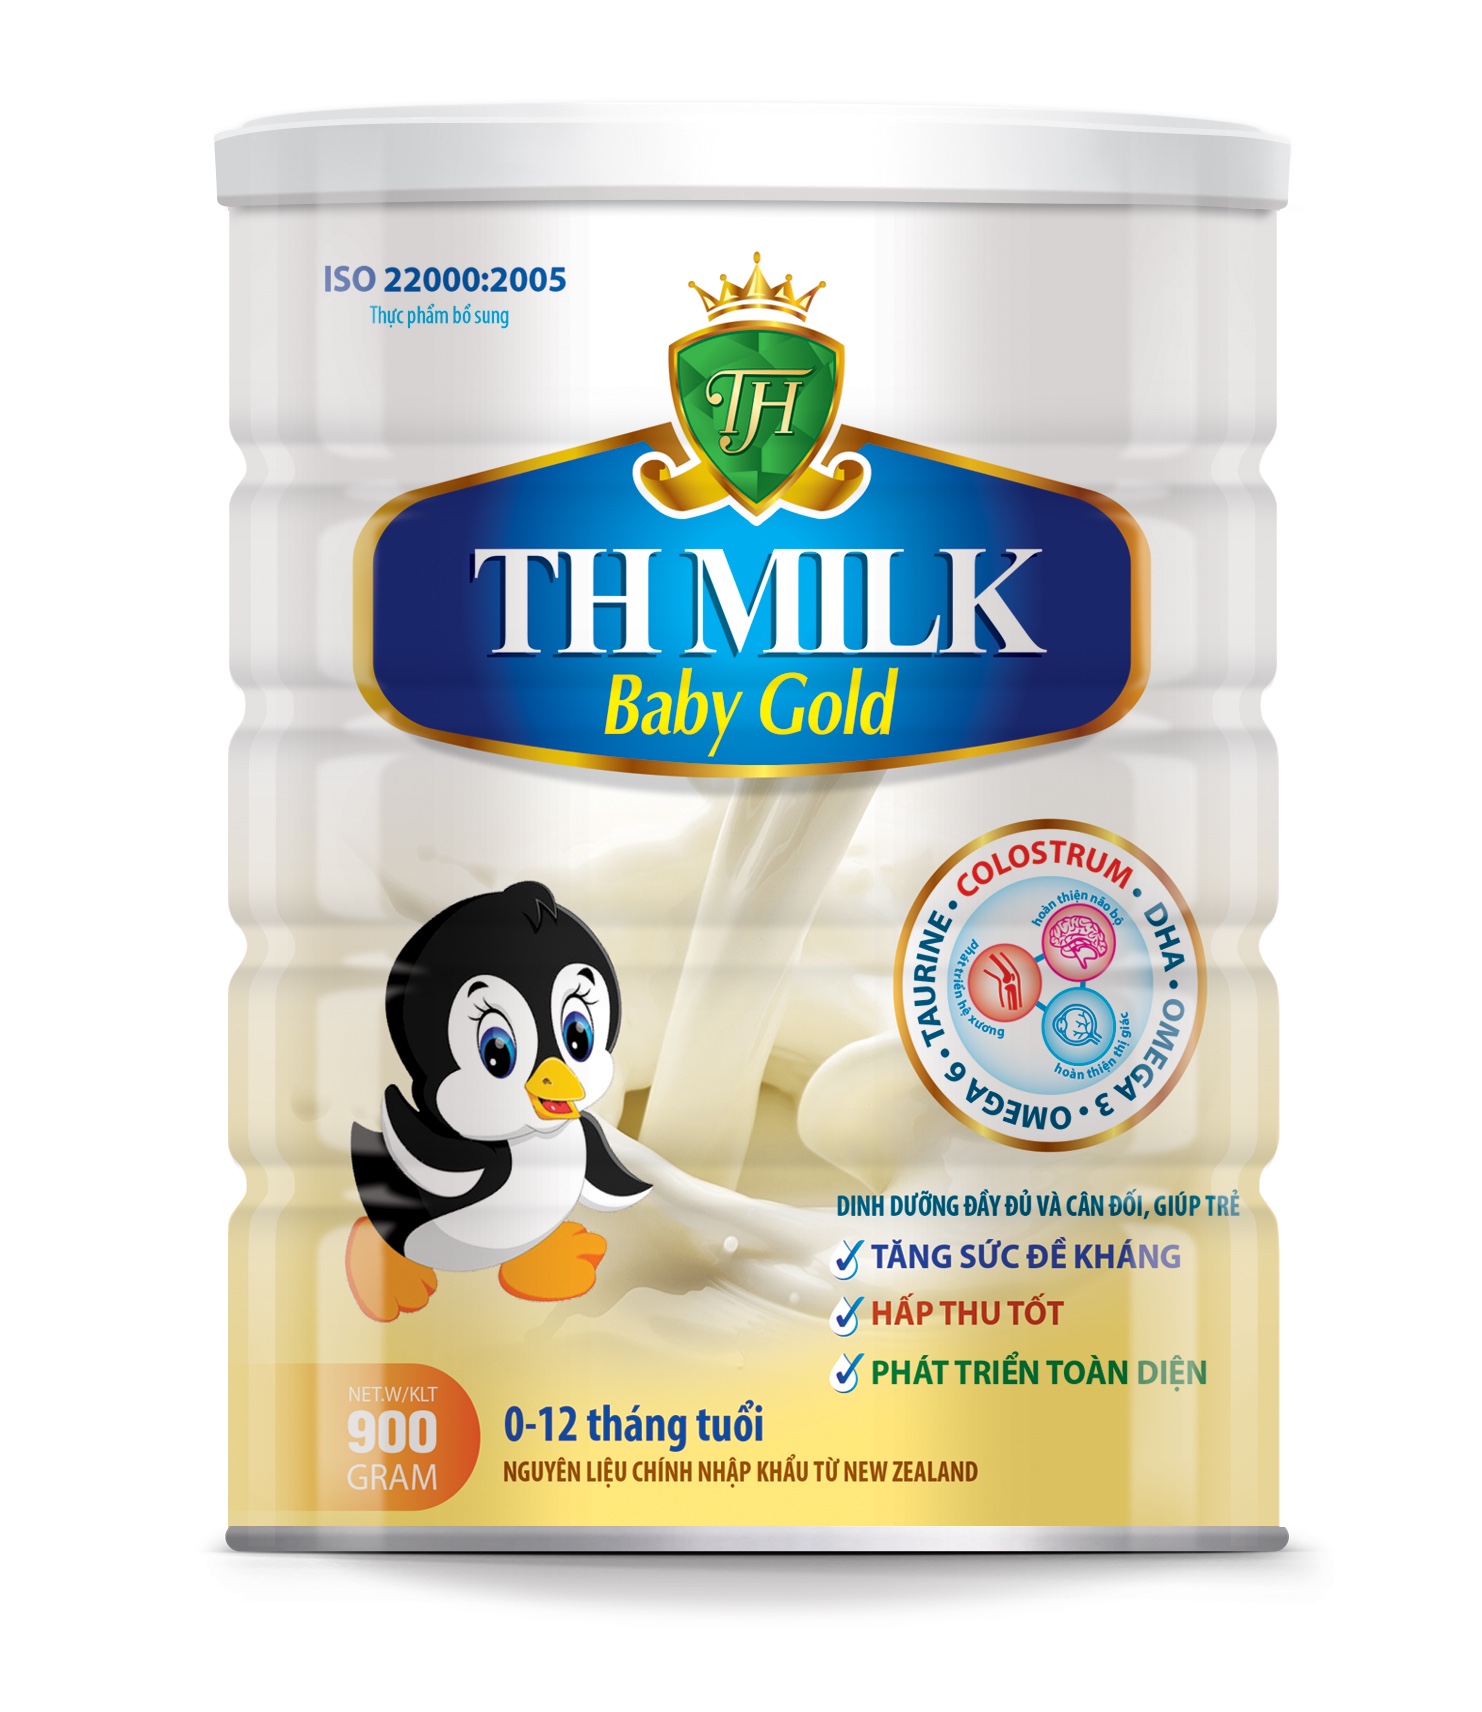 ISO 22000:2005
Thực phẩm bổ sung
TH
TH MILK
Baby Gold
COLOSTRUM • DHA • OMEGA 3 • OMEGA 6 • TAURINE •
hoàn thiện não bộ
phát triển hệ xương
hoàn thiện thị giác
DINH DƯỠNG ĐẦY ĐỦ VÀ CÂN ĐỐI, GIÚP TRẺ
TĂNG SỨC ĐỀ KHÁNG
HẤP THU TỐT
PHÁT TRIỂN TOÀN DIỆN
NET.W/KLT
900
GRAM
0-12 tháng tuổi
NGUYÊN LIỆU CHÍNH NHẬP KHẨU TỪ NEW ZEALAND